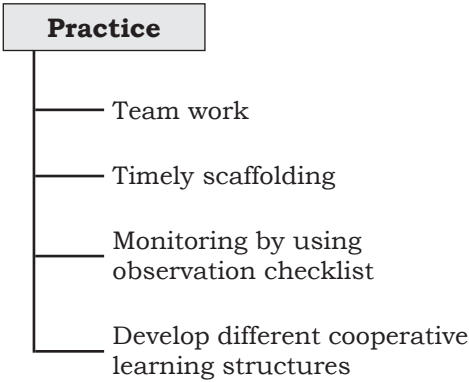 Practice
Team work
Timely scaffolding
Monitoring by using
observation checklist
Develop different cooperative
learning structures